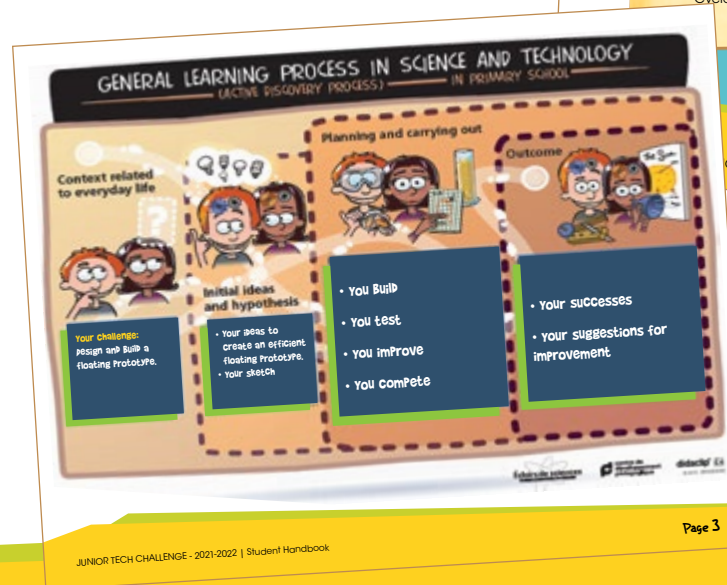 GENERAL LEARNING PROCESS IN SCIENCE AND TECHNOLOGY
(ACTIVE DISCOVERY PROCESS) IN PRIMARY SCHOOL
Context related
to everyday life
Your challenge:
Design and Build a
floating Prototype.
Initial ideas
and hypothesis
• Your ideas to
create an efficient
floating Prototype.
• Your sketch
Planning and carrying out
• You Build
• You test
• You improve
• You compete
Outcome
• Your successes
• Your suggestions for
improvement
JUNIOR TECH CHALLENGE - 2021-2022 | Student Handbook
Page 3